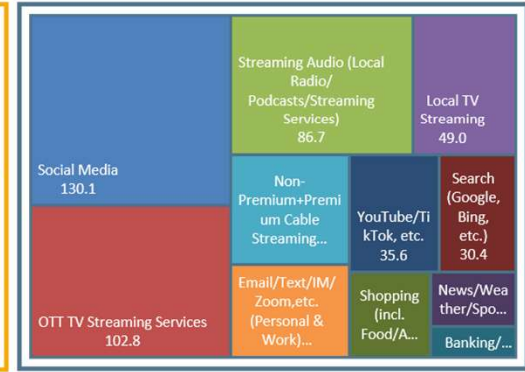 Social Media
130.1
OTT TV Streaming Services
102.8
Streaming Audio (Local
Radio/
Podcasts/Streaming
Services)
86.7
Local TV
Streaming
49.0
Non-
Premium+Premi
um Cable
Streaming...
YouTube/Ti
kTok, etc.
35.6
Search
(Google,
Bing,
etc.)
30.4
Email/Text/IM/
Zoom,etc.
(Personal &
Work)...
Shopping
(incl.
Food/A...
News/Wea
ther/Spo...
Banking/...